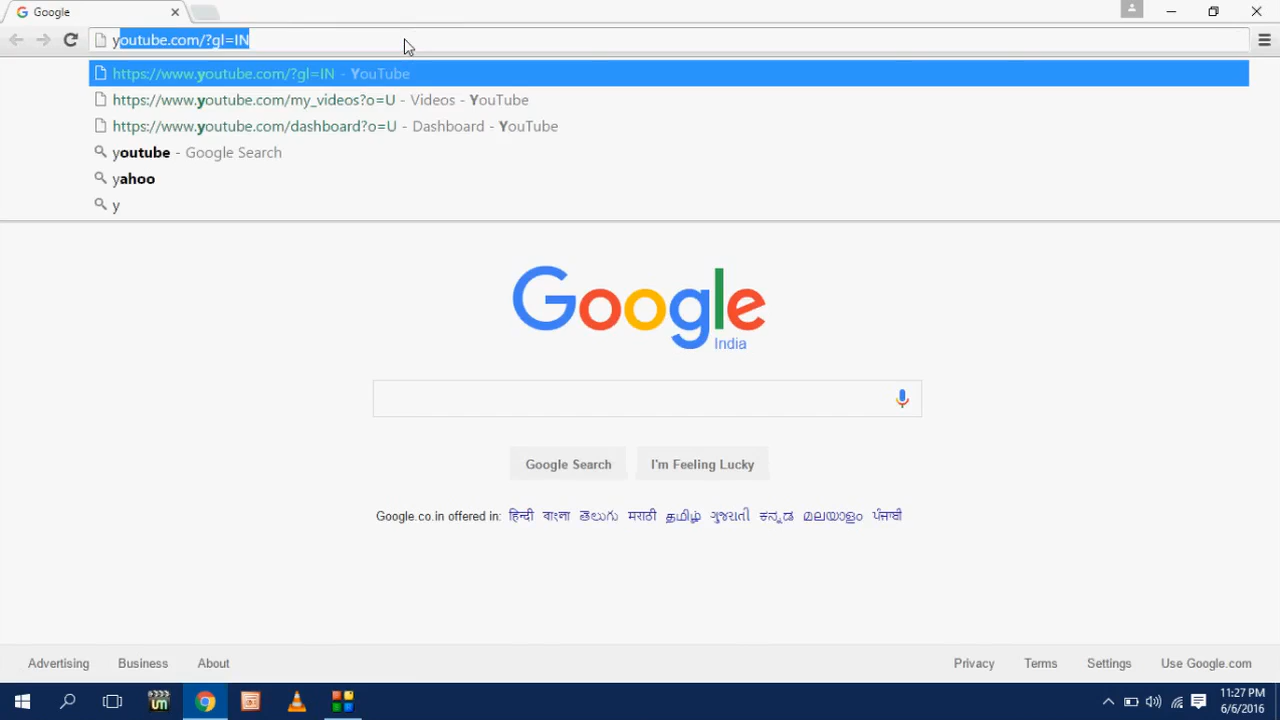 Google
youtube.com/?gl=IN
https://www.youtube.com/?gl=IN - YouTube
https://www.youtube.com/my_videos?o=U - Videos - YouTube
https://www.youtube.com/dashboard?o=U - Dashboard - YouTube
youtube - Google Search
yahoo
y
Google
India
Google Search I'm Feeling Lucky
Google.co.in offered in: हिन्दी বাংলা తెలుగు मराठी தமிழ் ગુજરાતી ಕನ್ನಡ മലയാളം ਪੰਜਾਬੀ
Advertising Business About Privacy Terms Settings Use Google.com
11:27 PM
6/6/2016